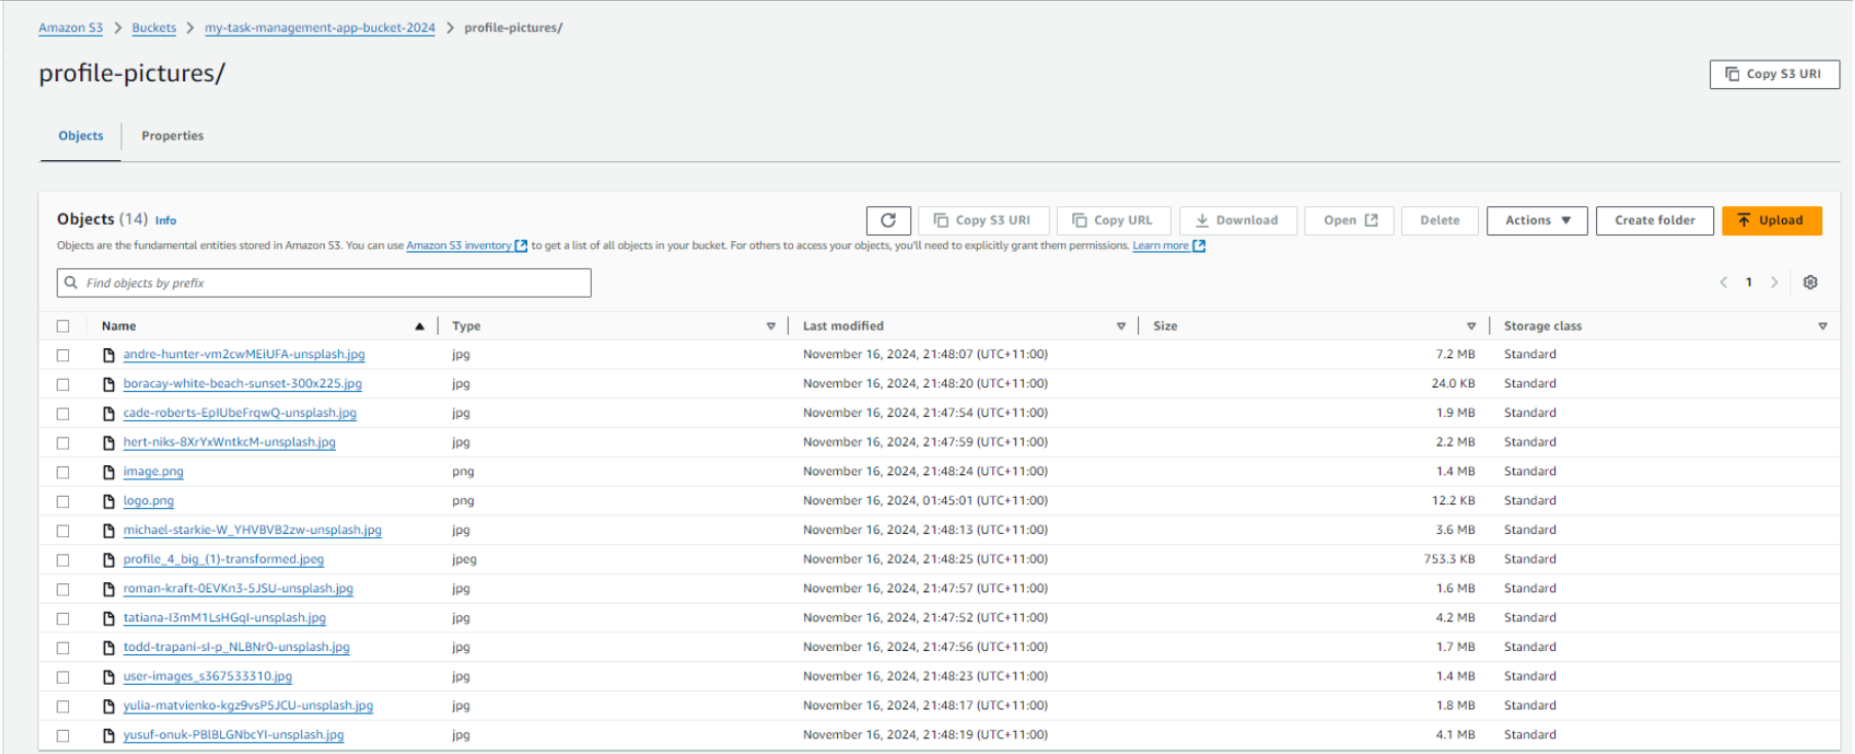 Amazon S3 > Buckets > my-task-management-app-bucket-2024 > profile-pictures/
profile-pictures/
Copy S3 URI
Objects Properties
Objects (14) Info
Copy S3 URI Copy URL Download Open Delete Actions Create folder Upload
Objects are the fundamental entities stored in Amazon S3. You can use Amazon S3 inventory to get a list of all objects in your bucket. For others to access your objects, you'll need to explicitly grant them permissions. Learn more
Find objects by prefix
1
Name Type Last modified Size Storage class
andre-hunter-vm2cwMEiUFA-unsplash.jpg jpg November 16, 2024, 21:48:07 (UTC+11:00) 7.2 MB Standard
boracay-white-beach-sunset-300x225.jpg jpg November 16, 2024, 21:48:20 (UTC+11:00) 24.0 KB Standard
cade-roberts-EpIUbeFrqwQ-unsplash.jpg jpg November 16, 2024, 21:47:54 (UTC+11:00) 1.9 MB Standard
hert-niks-8XrYxWntkcM-unsplash.jpg jpg November 16, 2024, 21:47:59 (UTC+11:00) 2.2 MB Standard
image.png png November 16, 2024, 21:48:24 (UTC+11:00) 1.4 MB Standard
logo.png png November 16, 2024, 01:45:01 (UTC+11:00) 12.2 KB Standard
michael-starkie-W_YHVBVB2zw-unsplash.jpg jpg November 16, 2024, 21:48:13 (UTC+11:00) 3.6 MB Standard
profile_4_big_(1)-transformed.jpeg jpeg November 16, 2024, 21:48:25 (UTC+11:00) 753.3 KB Standard
roman-kraft-0EVKn3-5JSU-unsplash.jpg jpg November 16, 2024, 21:47:57 (UTC+11:00) 1.6 MB Standard
tatiana-l3mM1LsHGqI-unsplash.jpg jpg November 16, 2024, 21:47:52 (UTC+11:00) 4.2 MB Standard
todd-trapani-sl-p_NLBNr0-unsplash.jpg jpg November 16, 2024, 21:47:56 (UTC+11:00) 1.7 MB Standard
user-images_s367533310.jpg jpg November 16, 2024, 21:48:23 (UTC+11:00) 1.4 MB Standard
yulia-matvienko-kgz9vsP5JCU-unsplash.jpg jpg November 16, 2024, 21:48:17 (UTC+11:00) 1.8 MB Standard
yusuf-onuk-PBlBLGNbcYI-unsplash.jpg jpg November 16, 2024, 21:48:19 (UTC+11:00) 4.1 MB Standard